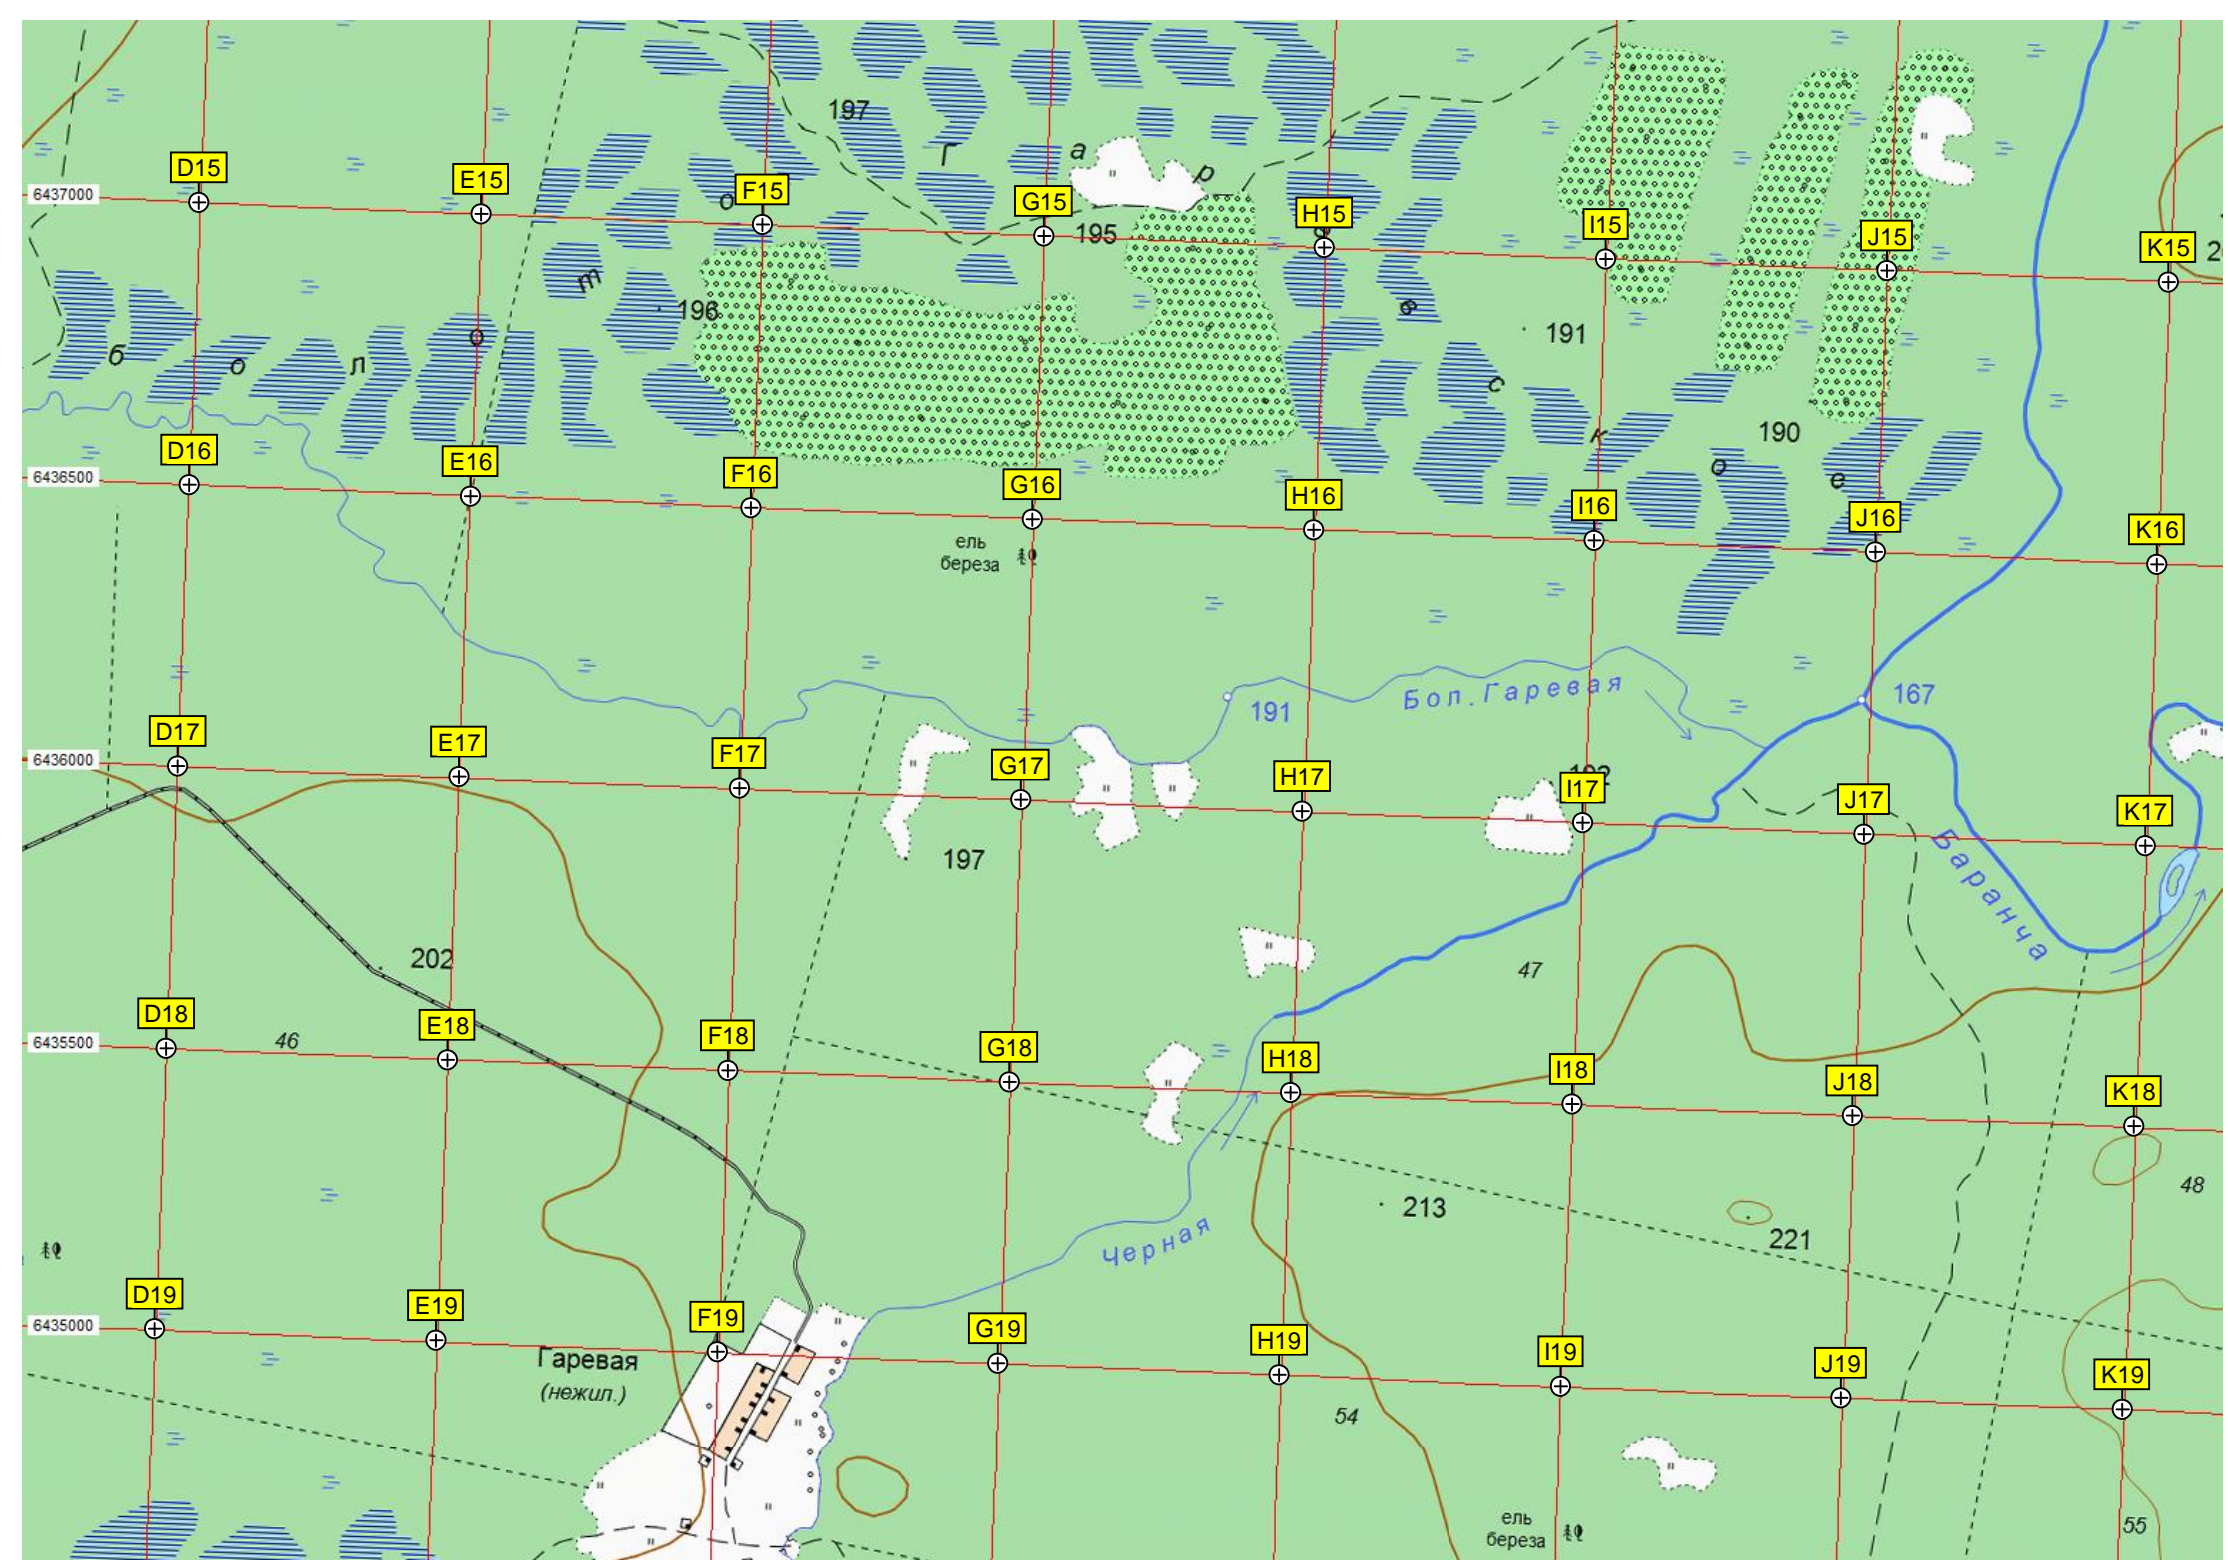 197
Г а р е в с к о е
б о л о т о
D15 E15 F15 G15 H15 I15 J15 K15
6437000
195
196
191
190
6436500
D16 E16 F16 G16 H16 I16 J16 K16
ель
береза
Бол. Гаревая
191
167
6436000
D17 E17 F17 G17 H17 I17 J17 K17
197
Баранча
202
47
6435500
D18 E18 F18 G18 H18 I18 J18 K18
46
48
213
221
Черная
6435000
D19 E19 F19 G19 H19 I19 J19 K19
Гаревая
(нежил.)
54
ель
береза
55